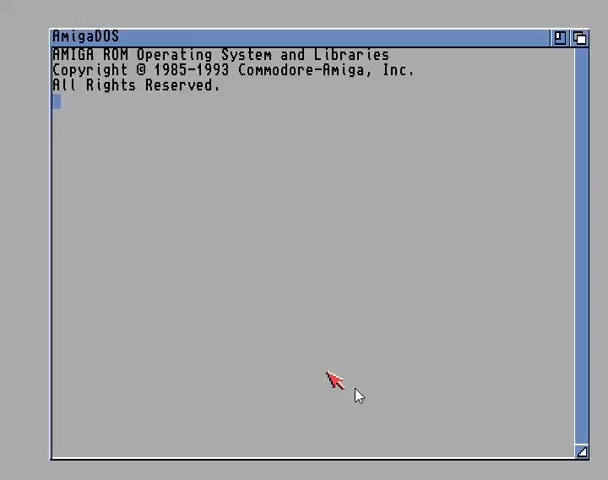 AmigaDOS
AMIGA ROM Operating System and Libraries
Copyright © 1985-1993 Commodore-Amiga, Inc.
All Rights Reserved.